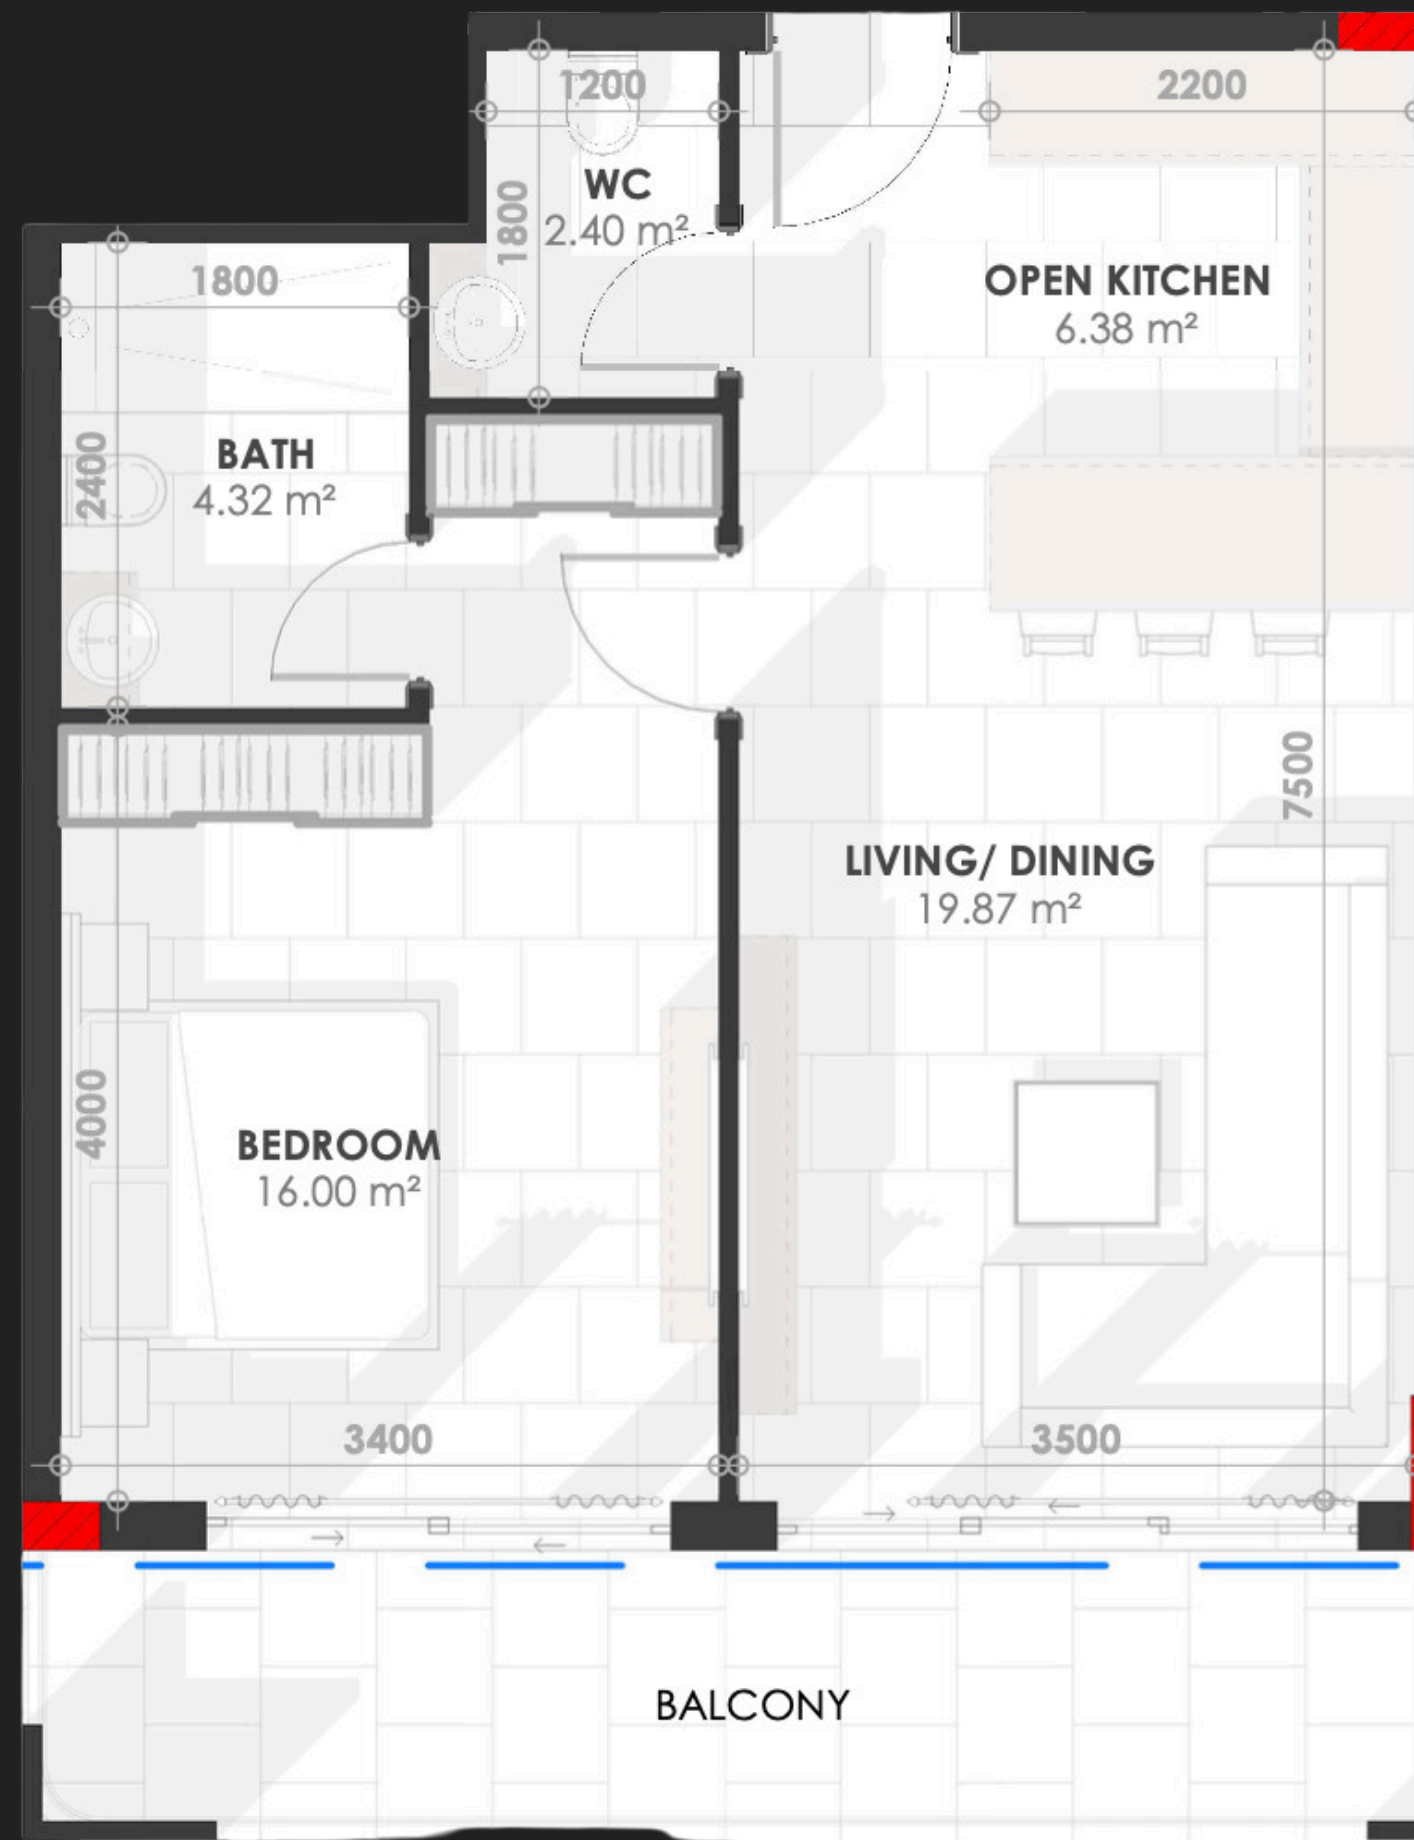 1200
2200
WC
2.40 m²
1800
1800
OPEN KITCHEN
6.38 m²
BATH
4.32 m²
2400
7500
LIVING/ DINING
19.87 m²
4000
BEDROOM
16.00 m²
3400
3500
BALCONY